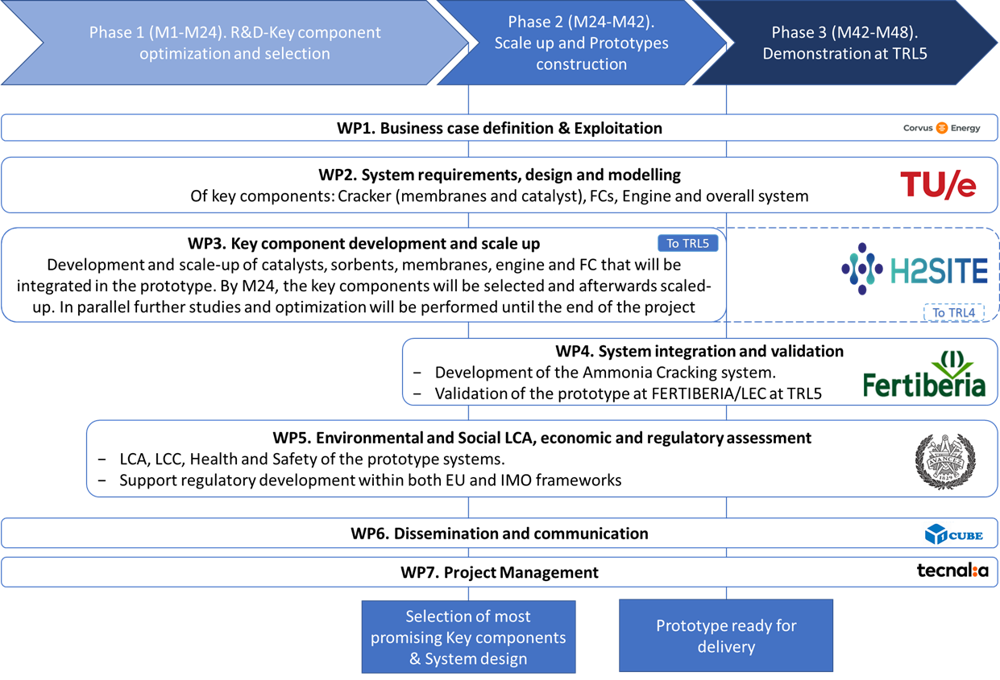 Phase 1 (M1-M24). R&D-Key component
optimization and selection
Phase 2 (M24-M42).
Scale up and Prototypes
construction
Phase 3 (M42-M48).
Demonstration at TRL5
WP1. Business case definition & Exploitation
Corvus Energy
WP2. System requirements, design and modelling
Of key components: Cracker (membranes and catalyst), FCs, Engine and overall system
TU/e
WP3. Key component development and scale up
To TRL5
Development and scale-up of catalysts, sorbents, membranes, engine and FC that will be
integrated in the prototype. By M24, the key components will be selected and afterwards scaled-
up. In parallel further studies and optimization will be performed until the end of the project
H2SITE
To TRL4
WP4. System integration and validation
− Development of the Ammonia Cracking system.
− Validation of the prototype at FERTIBERIA/LEC at TRL5
Fertiberia
WP5. Environmental and Social LCA, economic and regulatory assessment
− LCA, LCC, Health and Safety of the prototype systems.
− Support regulatory development within both EU and IMO frameworks
AVANCEZ
1829
WP6. Dissemination and communication
1 CUBE
WP7. Project Management
tecnal:a
Selection of most
promising Key components
& System design
Prototype ready for
delivery